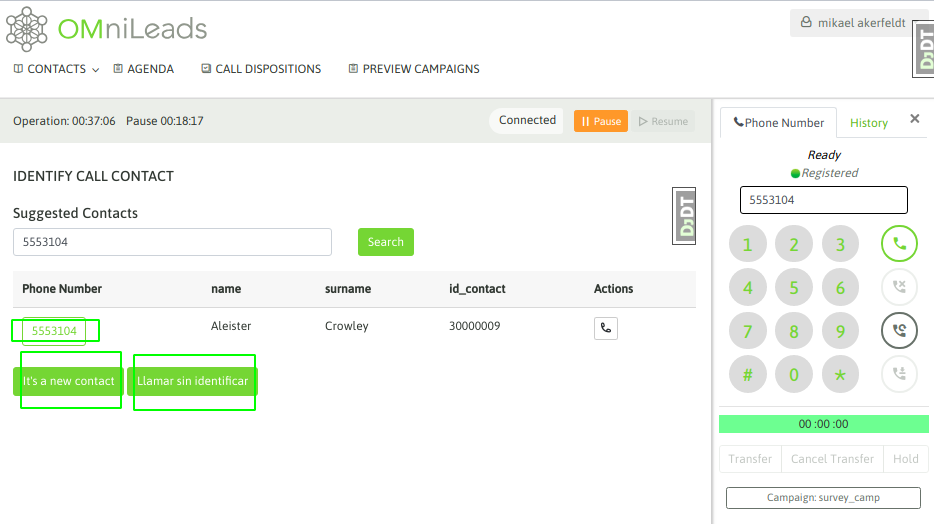 OMniLeads
mikael akerfeldt
DJDT
CONTACTS AGENDA CALL DISPOSITIONS PREVIEW CAMPAIGNS
Operation: 00:37:06 Pause 00:18:17 Connected Pause Resume
IDENTIFY CALL CONTACT
Suggested Contacts
5553104 Search
DJDT
Phone Number name surname id_contact Actions
5553104 Aleister Crowley 30000009
It's a new contact Llamar sin identificar
Phone Number History ×
Ready
Registered
5553104
1 2 3
4 5 6
7 8 9
# 0 *
00 :00 :00
Transfer Cancel Transfer Hold
Campaign: survey_camp